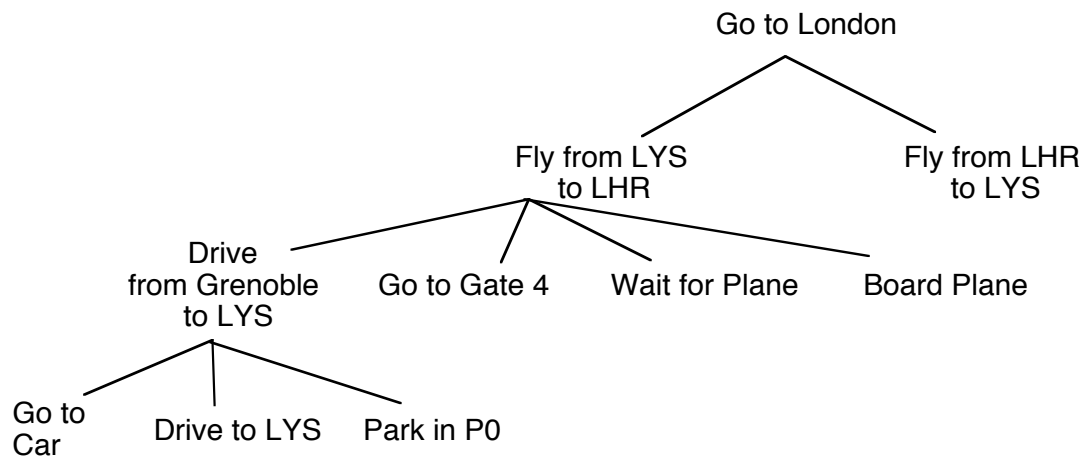 Go to London
Fly from LYS
to LHR
Fly from LHR
to LYS
Drive
from Grenoble
to LYS
Go to Gate 4
Wait for Plane
Board Plane
Go to
Car
Drive to LYS
Park in P0